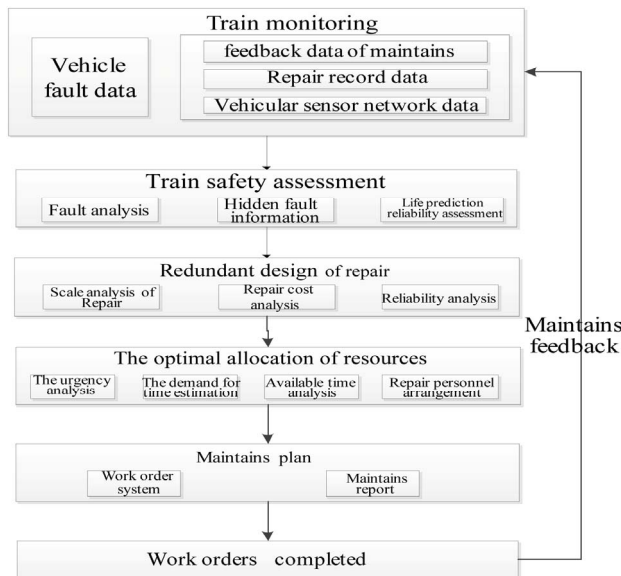 Train monitoring
Vehicle
fault data
feedback data of maintains
Repair record data
Vehicular sensor network data
Train safety assessment
Fault analysis
Hidden fault
information
Life prediction
reliability assessment
Redundant design of repair
Scale analysis of
Repair
Repair cost
analysis
Reliability analysis
Maintains
feedback
The optimal allocation of resources
The urgency
analysis
The demand for
time estimation
Available time
analysis
Repair personnel
arrangement
Maintains plan
Work order
system
Maintains
report
Work orders completed